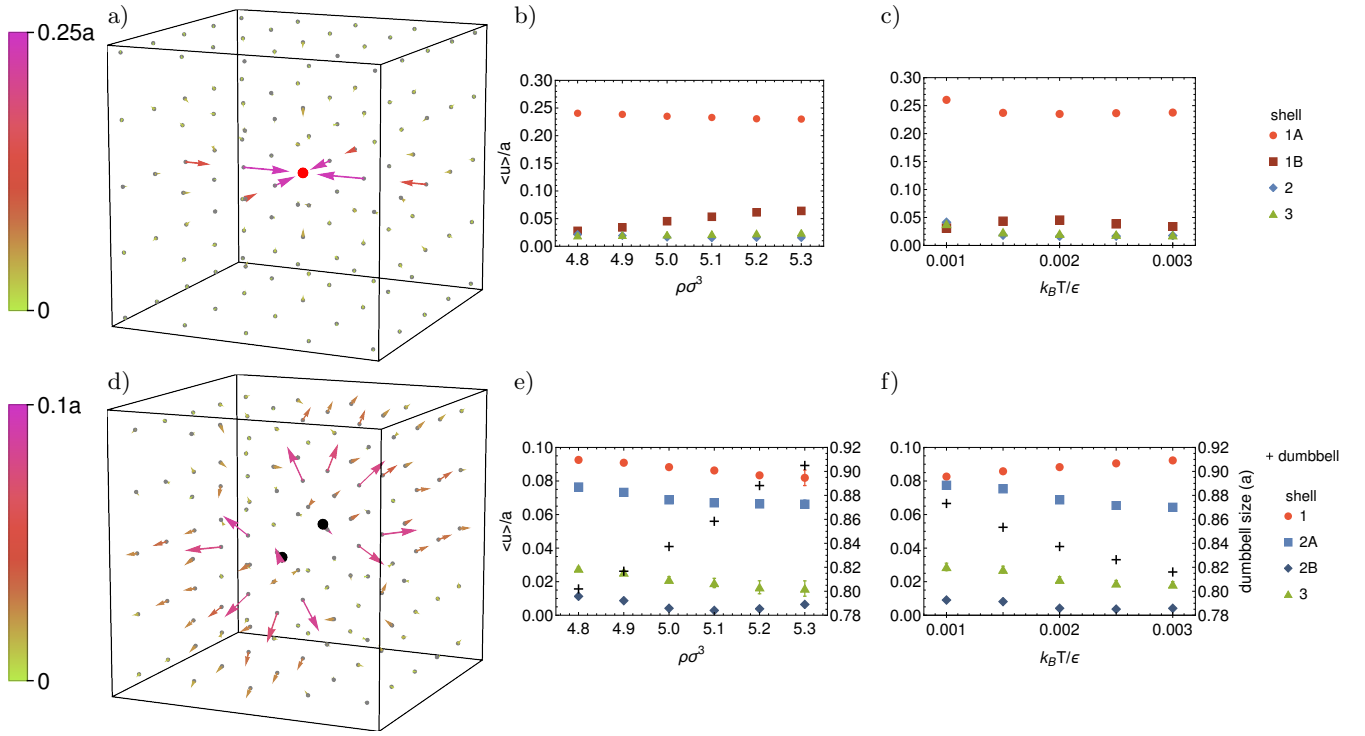 a)
0.25a
0
b)
<u>/a
0.30
0.25
0.20
0.15
0.10
0.05
0.00
4.8 4.9 5.0 5.1 5.2 5.3
ρσ³
c)
0.30
0.25
0.20
0.15
0.10
0.05
0.00
0.001 0.002 0.003
k_BT/ϵ
shell
1A
1B
2
3
d)
0.1a
0
e)
<u>/a
0.10
0.08
0.06
0.04
0.02
0.00
0.92
0.90
0.88
0.86
0.84
0.82
0.80
0.78
4.8 4.9 5.0 5.1 5.2 5.3
ρσ³
f)
0.10
0.08
0.06
0.04
0.02
0.00
0.92
0.90
0.88
0.86
0.84
0.82
0.80
0.78
dumbbell size (a)
0.001 0.002 0.003
k_BT/ϵ
+ dumbbell
shell
1
2A
2B
3